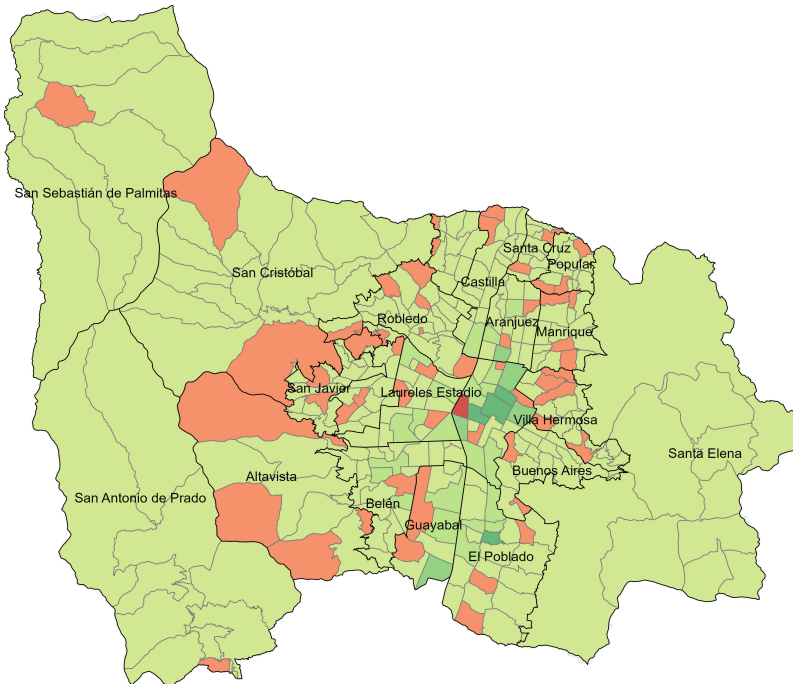 San Sebastián de Palmitas
San Cristóbal
Santa Cruz
Popular
Castilla
Robledo
Aranjuez
Manrique
San Javier
Laureles Estadio
Villa Hermosa
Santa Elena
Buenos Aires
Altavista
San Antonio de Prado
Belén
Guayabal
El Poblado